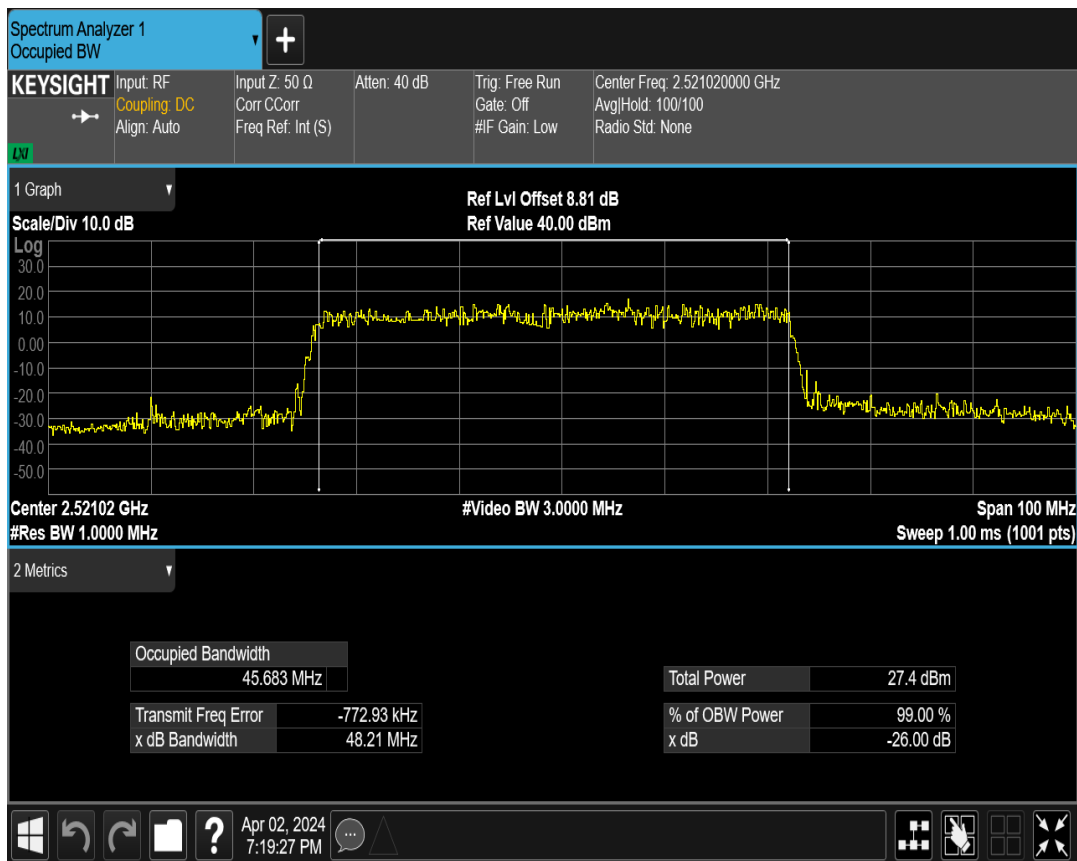 Spectrum Analyzer 1
Occupied BW
+
KEYSIGHT
Input: RF
Coupling: DC
Align: Auto
Input Z: 50 Ω
Corr CCorr
Freq Ref: Int (S)
Atten: 40 dB
Trig: Free Run
Gate: Off
#IF Gain: Low
Center Freq: 2.521020000 GHz
Avg|Hold: 100/100
Radio Std: None
LXI
1 Graph
Scale/Div 10.0 dB
Ref Lvl Offset 8.81 dB
Ref Value 40.00 dBm
Log
30.0
20.0
10.0
0.00
-10.0
-20.0
-30.0
-40.0
-50.0
Center 2.52102 GHz
#Video BW 3.0000 MHz
Span 100 MHz
#Res BW 1.0000 MHz
Sweep 1.00 ms (1001 pts)
2 Metrics
Occupied Bandwidth
45.683 MHz
Total Power 27.4 dBm
Transmit Freq Error -772.93 kHz
% of OBW Power 99.00 %
x dB Bandwidth 48.21 MHz
x dB -26.00 dB
?
Apr 02, 2024
7:19:27 PM